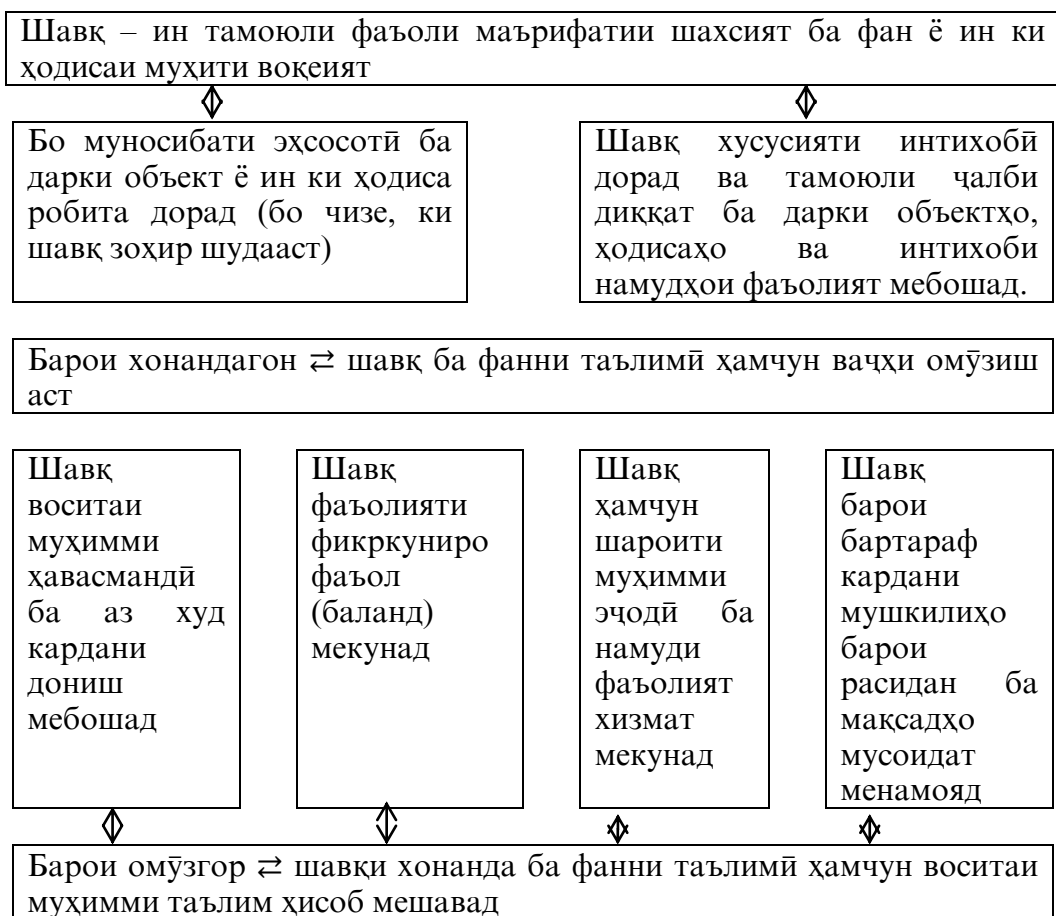 Шавқ – ин тамоюли фаъоли маърифатии шахсият ба фан ё ин ки
ҳодисаи муҳити воқеият
Бо муносибати эҳсосотӣ ба
дарки объект ё ин ки ҳодиса
робита дорад (бо чизе, ки
шавқ зоҳир шудааст)
Шавқ хусусияти интихобӣ
дорад ва тамоюли ҷалби
диққат ба дарки объектҳо,
ҳодисаҳо ва интихоби
намудҳои фаъолият мебошад.
Барои хонандагон ⇄ шавқ ба фанни таълимӣ ҳамчун ваҷҳи омӯзиш
аст
Шавқ
воситаи
муҳимми
ҳавасмандӣ
ба аз худ
кардани
дониш
мебошад
Шавқ
фаъолияти
фикркуниро
фаъол
(баланд)
мекунад
Шавқ
ҳамчун
шароити
муҳимми
эҷодӣ ба
намуди
фаъолият
хизмат
мекунад
Шавқ
барои
бартараф
кардани
мушкилиҳо
барои
расидан ба
мақсадҳо
мусоидат
менамояд
Барои омӯзгор ⇄ шавқи хонанда ба фанни таълимӣ ҳамчун воситаи
муҳимми таълим ҳисоб мешавад